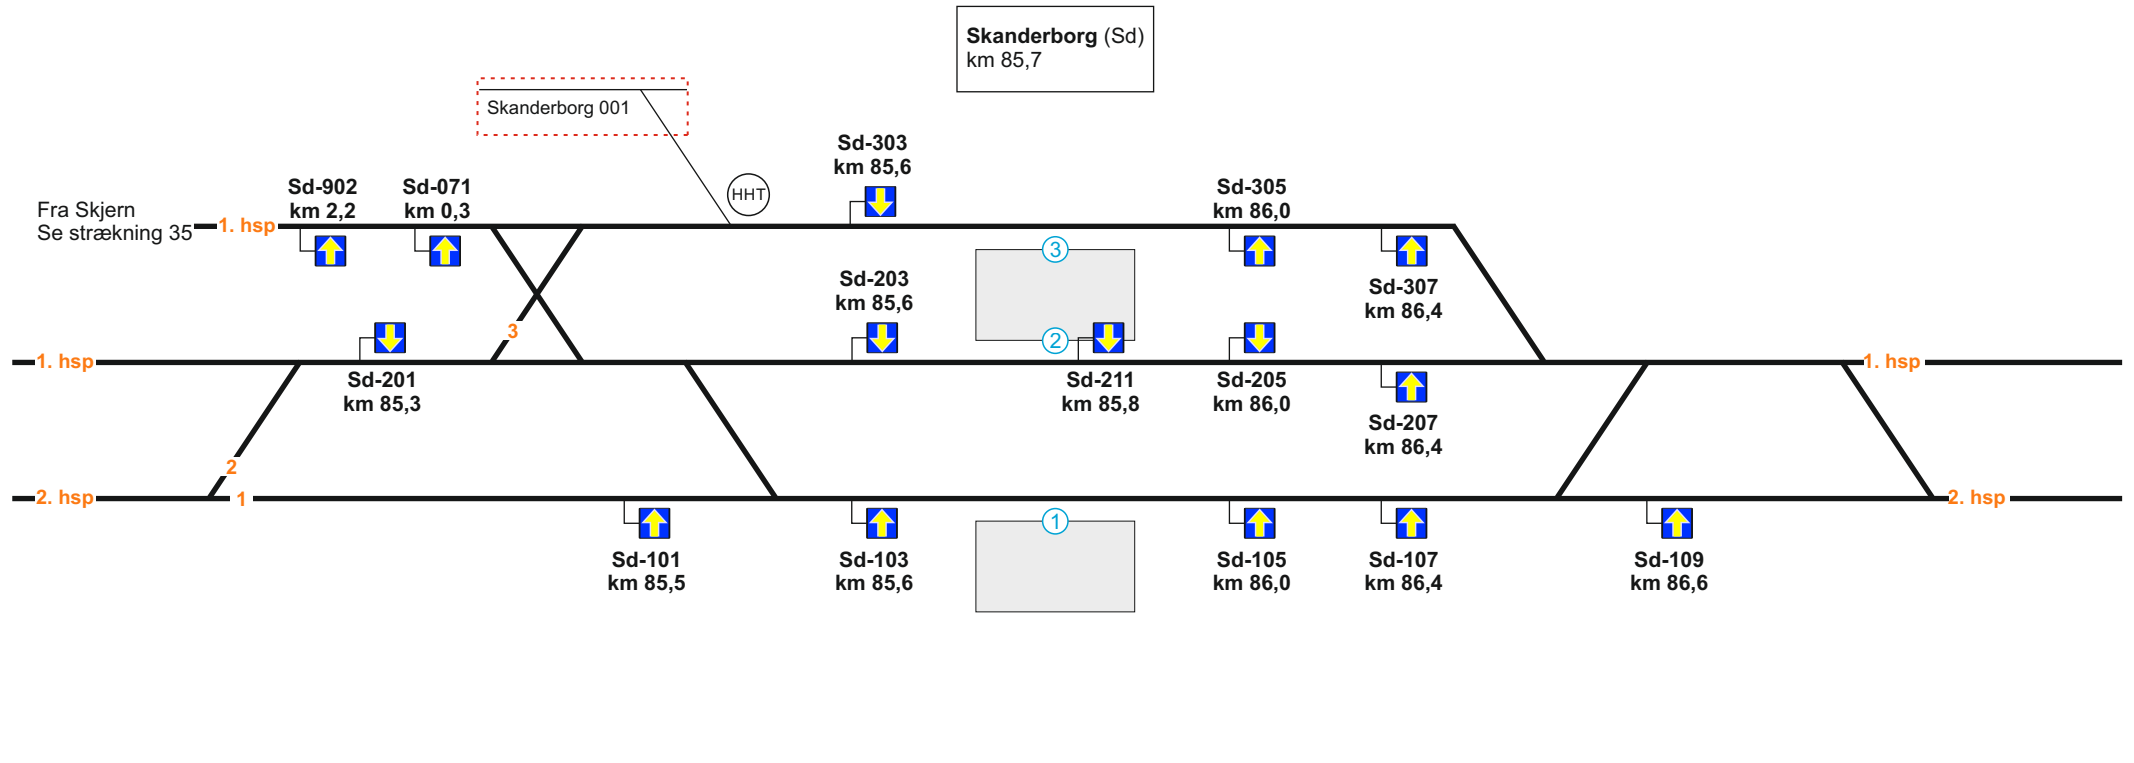 Skanderborg (Sd)
km 85,7
Skanderborg 001
HHT
Sd-303
km 85,6
Sd-902
km 2,2
Sd-071
km 0,3
Sd-305
km 86,0
Fra Skjern
Se strækning 35
1. hsp
3
Sd-307
km 86,4
Sd-203
km 85,6
3
2
1. hsp
1. hsp
Sd-201
km 85,3
Sd-211
km 85,8
Sd-205
km 86,0
Sd-207
km 86,4
2
2. hsp
1
2. hsp
1
Sd-101
km 85,5
Sd-103
km 85,6
Sd-105
km 86,0
Sd-107
km 86,4
Sd-109
km 86,6